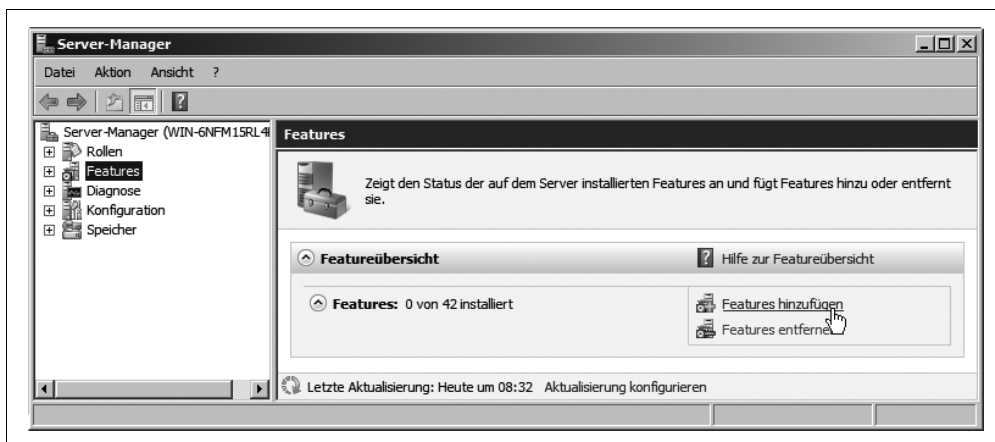 Server-Manager
Datei Aktion Ansicht ?
Server-Manager (WIN-6NFM15RL4
Rollen
Features
Diagnose
Konfiguration
Speicher
Features
Zeigt den Status der auf dem Server installierten Features an und fügt Features hinzu oder entfernt
sie.
Featureübersicht
Hilfe zur Featureübersicht
Features: 0 von 42 installiert
Features hinzufügen
Features entferne
Letzte Aktualisierung: Heute um 08:32 Aktualisierung konfigurieren